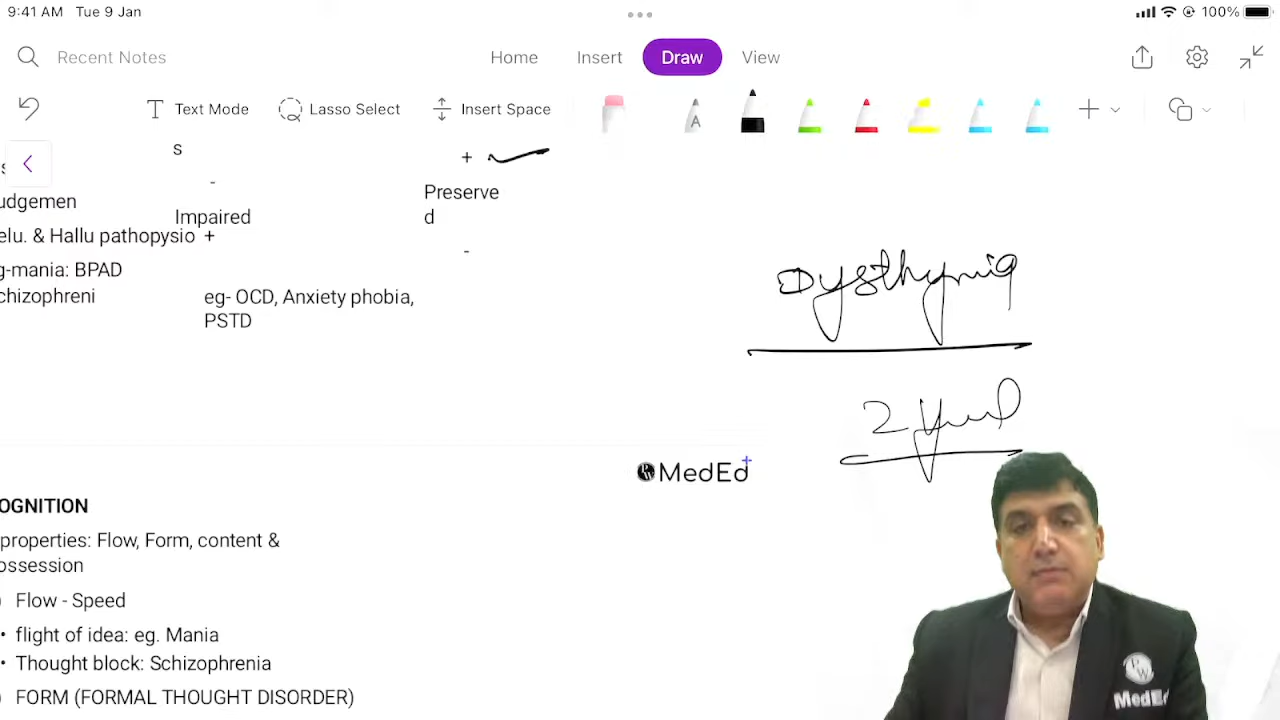 9:41 AM Tue 9 Jan
100%
Recent Notes
Home Insert Draw View
Text Mode Lasso Select Insert Space
A
s
+
-
udgemen
Preserve
d
Impaired
elu. & Hallu pathopysio +
-
g-mania: BPAD
chizophreni
eg- OCD, Anxiety phobia,
PSTD
Dysthymia
2
PW MedEd
OGNITION
properties: Flow, Form, content &
ossession
Flow - Speed
• flight of idea: eg. Mania
• Thought block: Schizophrenia
FORM (FORMAL THOUGHT DISORDER)
PW
MedEd